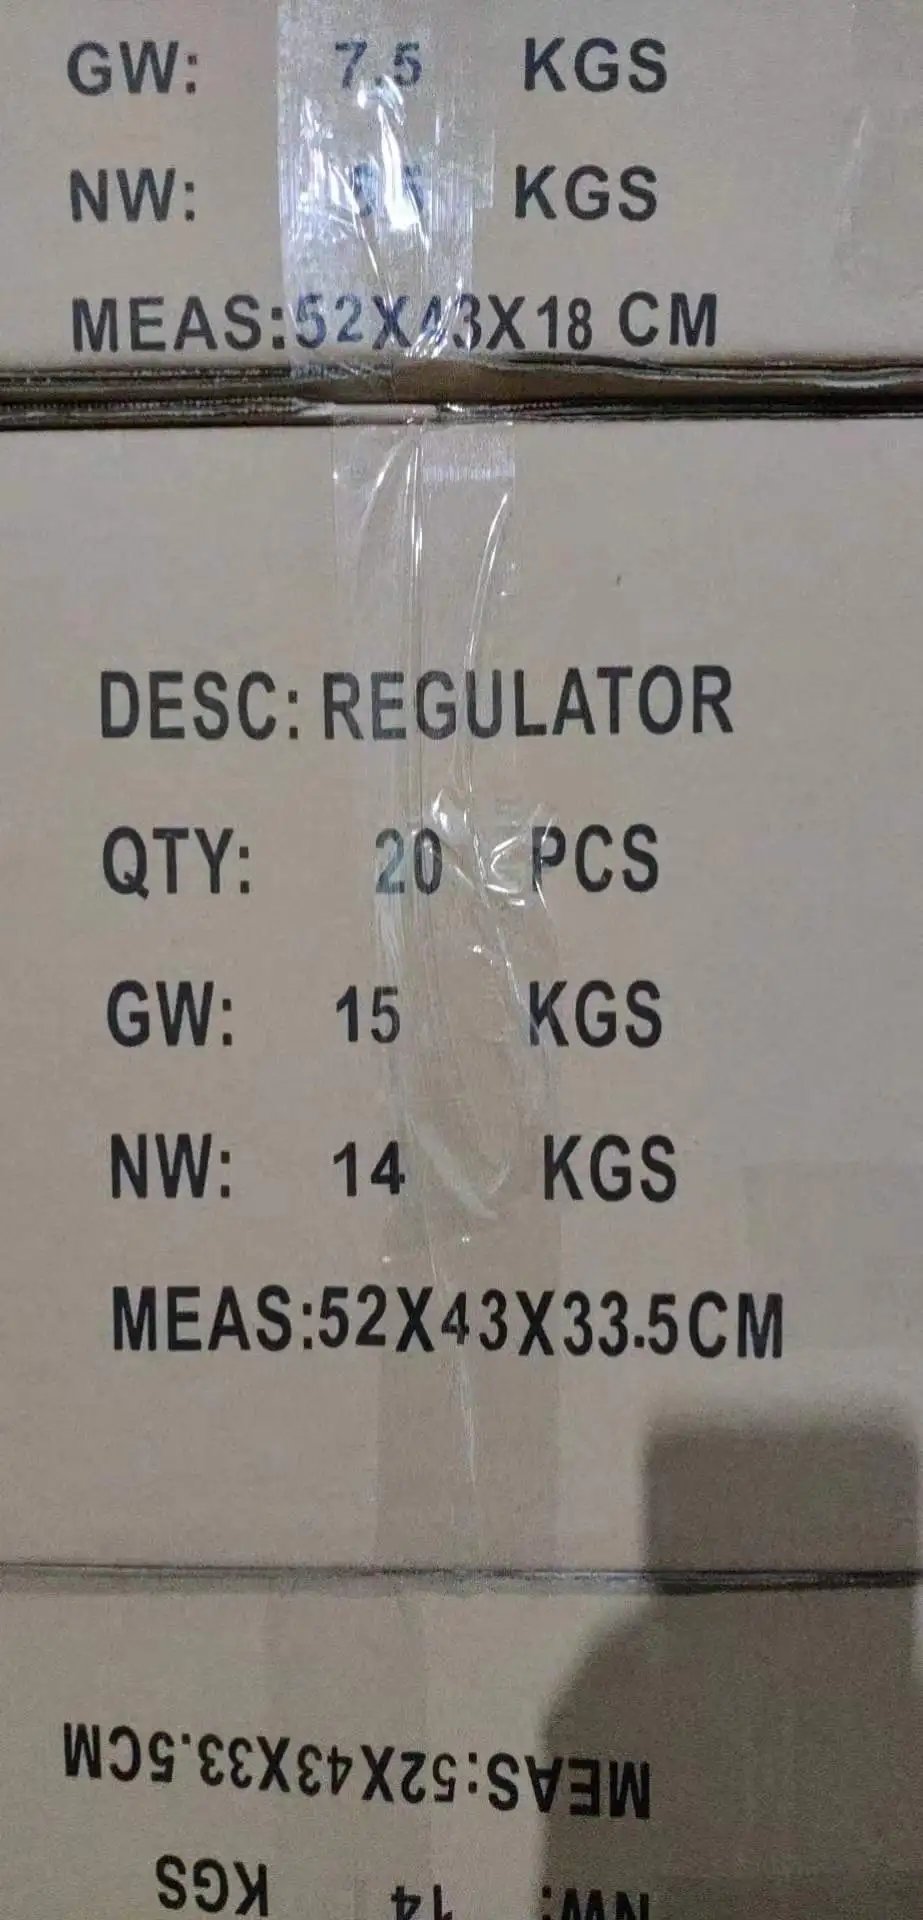 GW: 7.5 KGS
NW: KGS
MEAS:52X43X18 CM
DESC: REGULATOR
QTY: 20 PCS
GW: 15 KGS
NW: 14 KGS
MEAS:52X43X33.5CM
MEAS:52X43X33.5CM
NW: 14 KGS